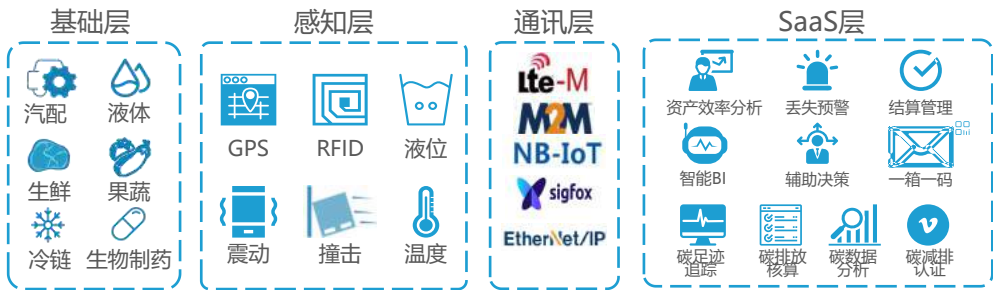 基础层
汽配
液体
生鲜
果蔬
冷链
生物制药
感知层
GPS
RFID
液位
震动
撞击
温度
通讯层
Lte-M
M2M
NB-IoT
sigfox
EtherNet/IP
SaaS层
资产效率分析
丢失预警
结算管理
智能BI
辅助决策
一箱一码
碳足迹
追踪
碳排放
核算
碳数据
分析
碳减排
认证